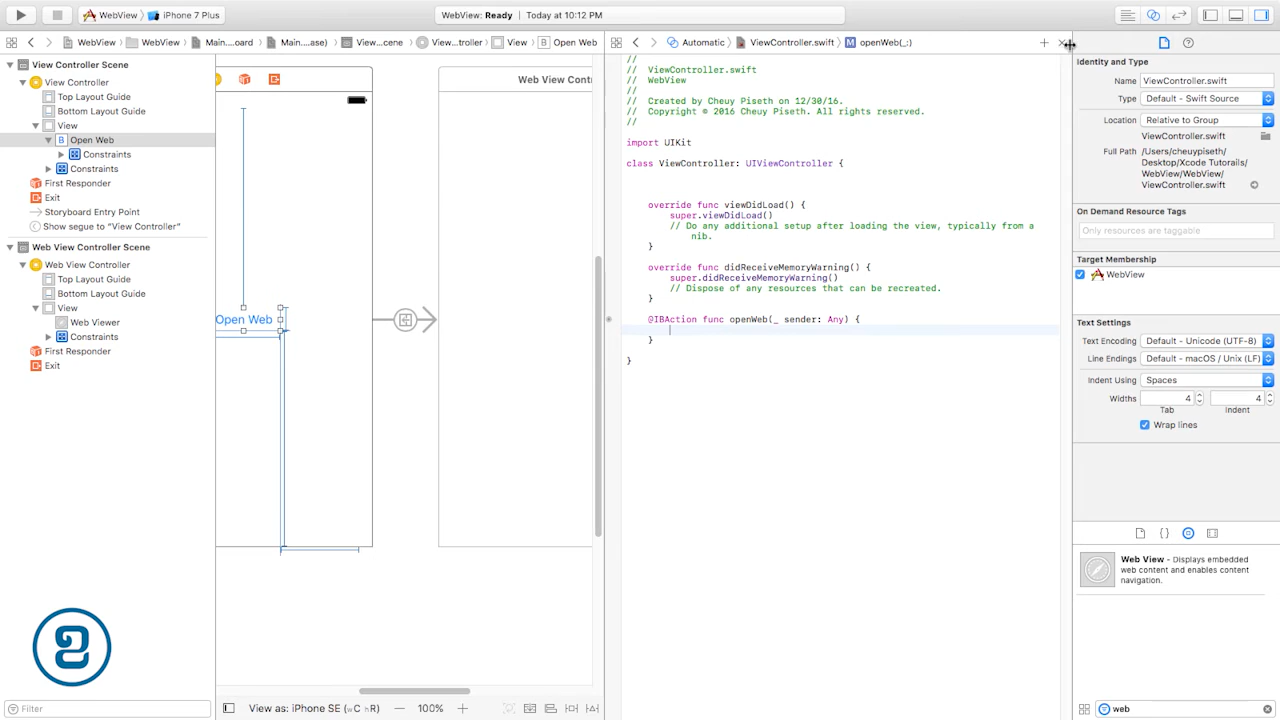 WebView
iPhone 7 Plus
WebView: Ready
Today at 10:12 PM
WebView
WebView
Main....oard
Main....ase)
View...cene
View...troller
View
Open Web
Automatic
ViewController.swift
openWeb(_:)
View Controller Scene
View Controller
Top Layout Guide
Bottom Layout Guide
View
B Open Web
Constraints
Constraints
First Responder
Exit
Storyboard Entry Point
Show segue to “View Controller”
Web View Controller Scene
Web View Controller
Top Layout Guide
Bottom Layout Guide
View
Web Viewer
Constraints
First Responder
Exit
Filter
Open Web
Web View Cont
View as: iPhone SE (wC hR)
100%
//
// ViewController.swift
// WebView
//
// Created by Cheuy Piseth on 12/30/16.
// Copyright © 2016 Cheuy Piseth. All rights reserved.
//
import UIKit
class ViewController: UIViewController {
override func viewDidLoad() {
super.viewDidLoad()
// Do any additional setup after loading the view, typically from a
nib.
}
override func didReceiveMemoryWarning() {
super.didReceiveMemoryWarning()
// Dispose of any resources that can be recreated.
}
@IBAction func openWeb(_ sender: Any) {
}
}
Identity and Type
Name ViewController.swift
Type Default - Swift Source
Location Relative to Group
ViewController.swift
Full Path /Users/cheuypiseth/
Desktop/Xcode Tutorails/
WebView/WebView/
ViewController.swift
On Demand Resource Tags
Only resources are taggable
Target Membership
WebView
Text Settings
Text Encoding Default - Unicode (UTF-8)
Line Endings Default - macOS / Unix (LF)
Indent Using Spaces
Widths 4 4
Tab Indent
Wrap lines
Web View - Displays embedded
web content and enables content
navigation.
web